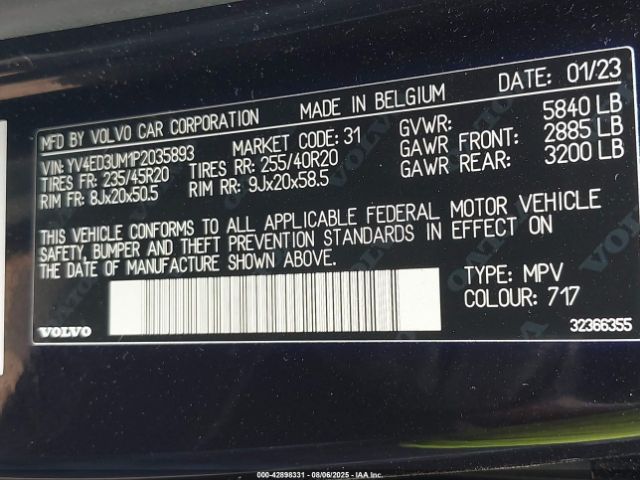 MFD BY VOLVO CAR CORPORATION MADE IN BELGIUM DATE: 01/23
VIN: YV4ED3UM1P2035893 MARKET CODE: 31 GVWR: 5840 LB
TIRES FR: 235/45R20 TIRES RR: 255/40R20 GAWR FRONT: 2885 LB
RIM FR: 8Jx20x50.5 RIM RR: 9Jx20x58.5 GAWR REAR: 3200 LB
THIS VEHICLE CONFORMS TO ALL APPLICABLE FEDERAL MOTOR VEHICLE
SAFETY, BUMPER AND THEFT PREVENTION STANDARDS IN EFFECT ON
THE DATE OF MANUFACTURE SHOWN ABOVE.
TYPE: MPV
COLOUR: 717
VOLVO 32366355
000-42898331 - 08/06/2025 - IAA Inc.